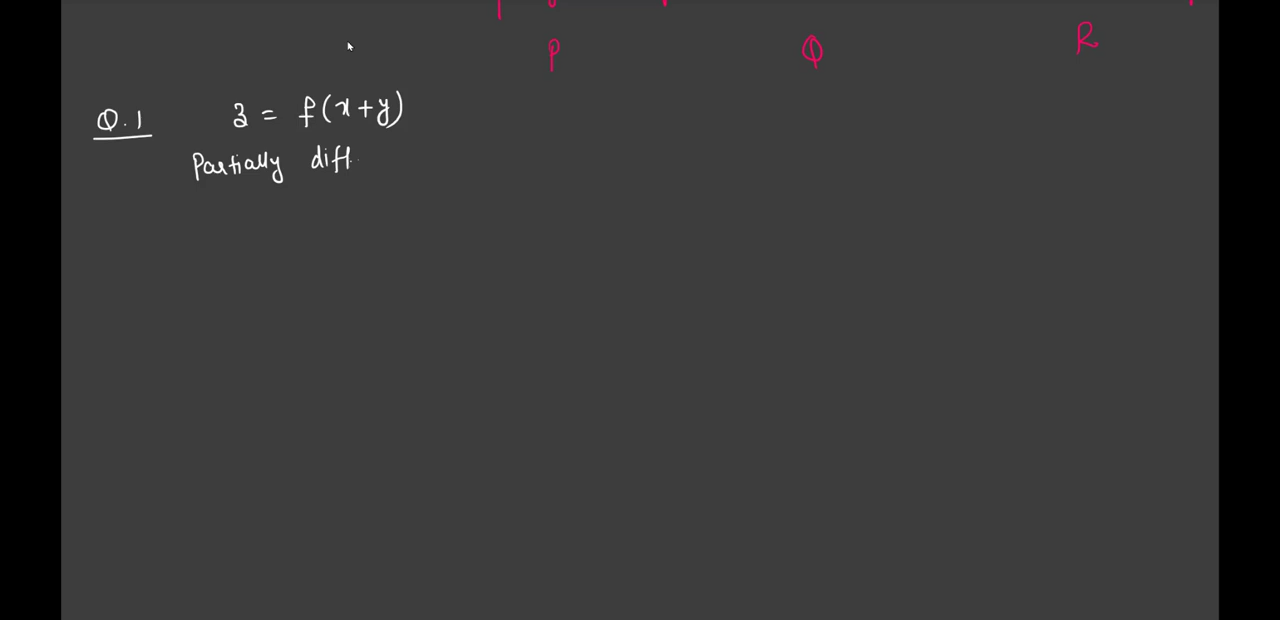 P Q R
Q.1 z = f(x+y)
Partially diff.